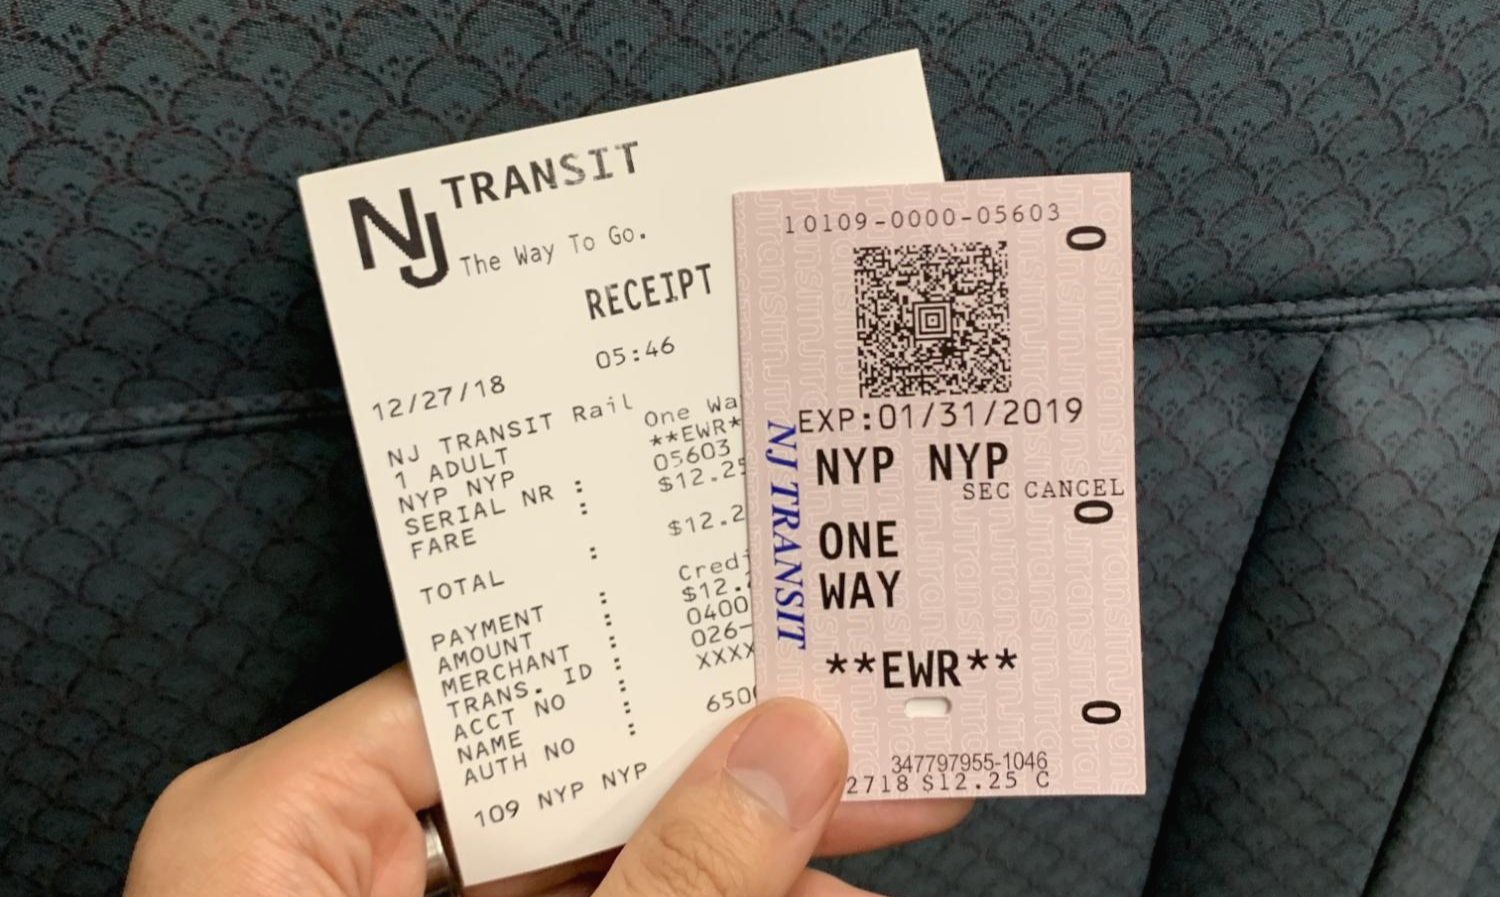 NJ TRANSIT
The Way To Go.
RECEIPT
12/27/18 05:46
NJ TRANSIT Rail
1 ADULT One Wa
NYP NYP **EWR*
SERIAL NR : 05603
FARE : $12.25
TOTAL : $12.2
PAYMENT : Credi
AMOUNT : $12.2
MERCHANT : 0400
TRANS. ID : 026-
ACCT NO : XXXX
NAME :
AUTH NO : 650
109 NYP NYP
10109-0000-05603
0
EXP:01/31/2019
NYP NYP
SEC CANCEL
0
NJ TRANSIT
ONE
WAY
**EWR**
0
347797955-1046
2718 $12.25 C